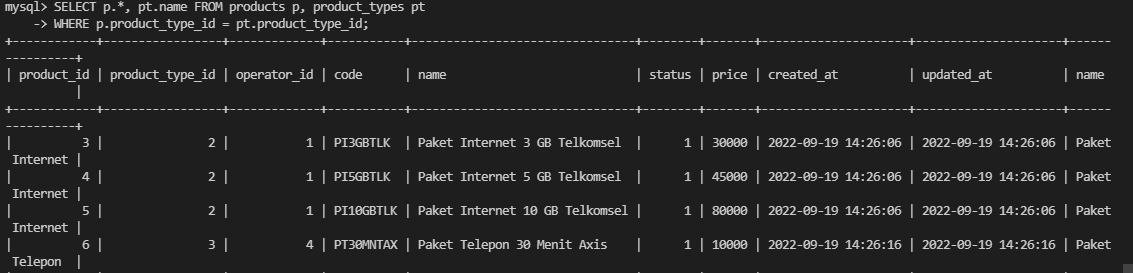 mysql> SELECT p.*, pt.name FROM products p, product_types pt
    -> WHERE p.product_type_id = pt.product_type_id;
+------------+-----------------+-------------+-----------+------------------------------+--------+-------+---------------------+---------------------+------
----------+
| product_id | product_type_id | operator_id | code      | name                         | status | price | created_at          | updated_at          | name
          |
+------------+-----------------+-------------+-----------+------------------------------+--------+-------+---------------------+---------------------+------
----------+
|          3 |               2 |           1 | PI3GBTLK  | Paket Internet 3 GB Telkomsel  |      1 | 30000 | 2022-09-19 14:26:06 | 2022-09-19 14:26:06 | Paket
 Internet |
|          4 |               2 |           1 | PI5GBTLK  | Paket Internet 5 GB Telkomsel  |      1 | 45000 | 2022-09-19 14:26:06 | 2022-09-19 14:26:06 | Paket
 Internet |
|          5 |               2 |           1 | PI10GBTLK | Paket Internet 10 GB Telkomsel |      1 | 80000 | 2022-09-19 14:26:06 | 2022-09-19 14:26:06 | Paket
 Internet |
|          6 |               3 |           4 | PT30MNTAX | Paket Telepon 30 Menit Axis    |      1 | 10000 | 2022-09-19 14:26:16 | 2022-09-19 14:26:16 | Paket
 Telepon  |